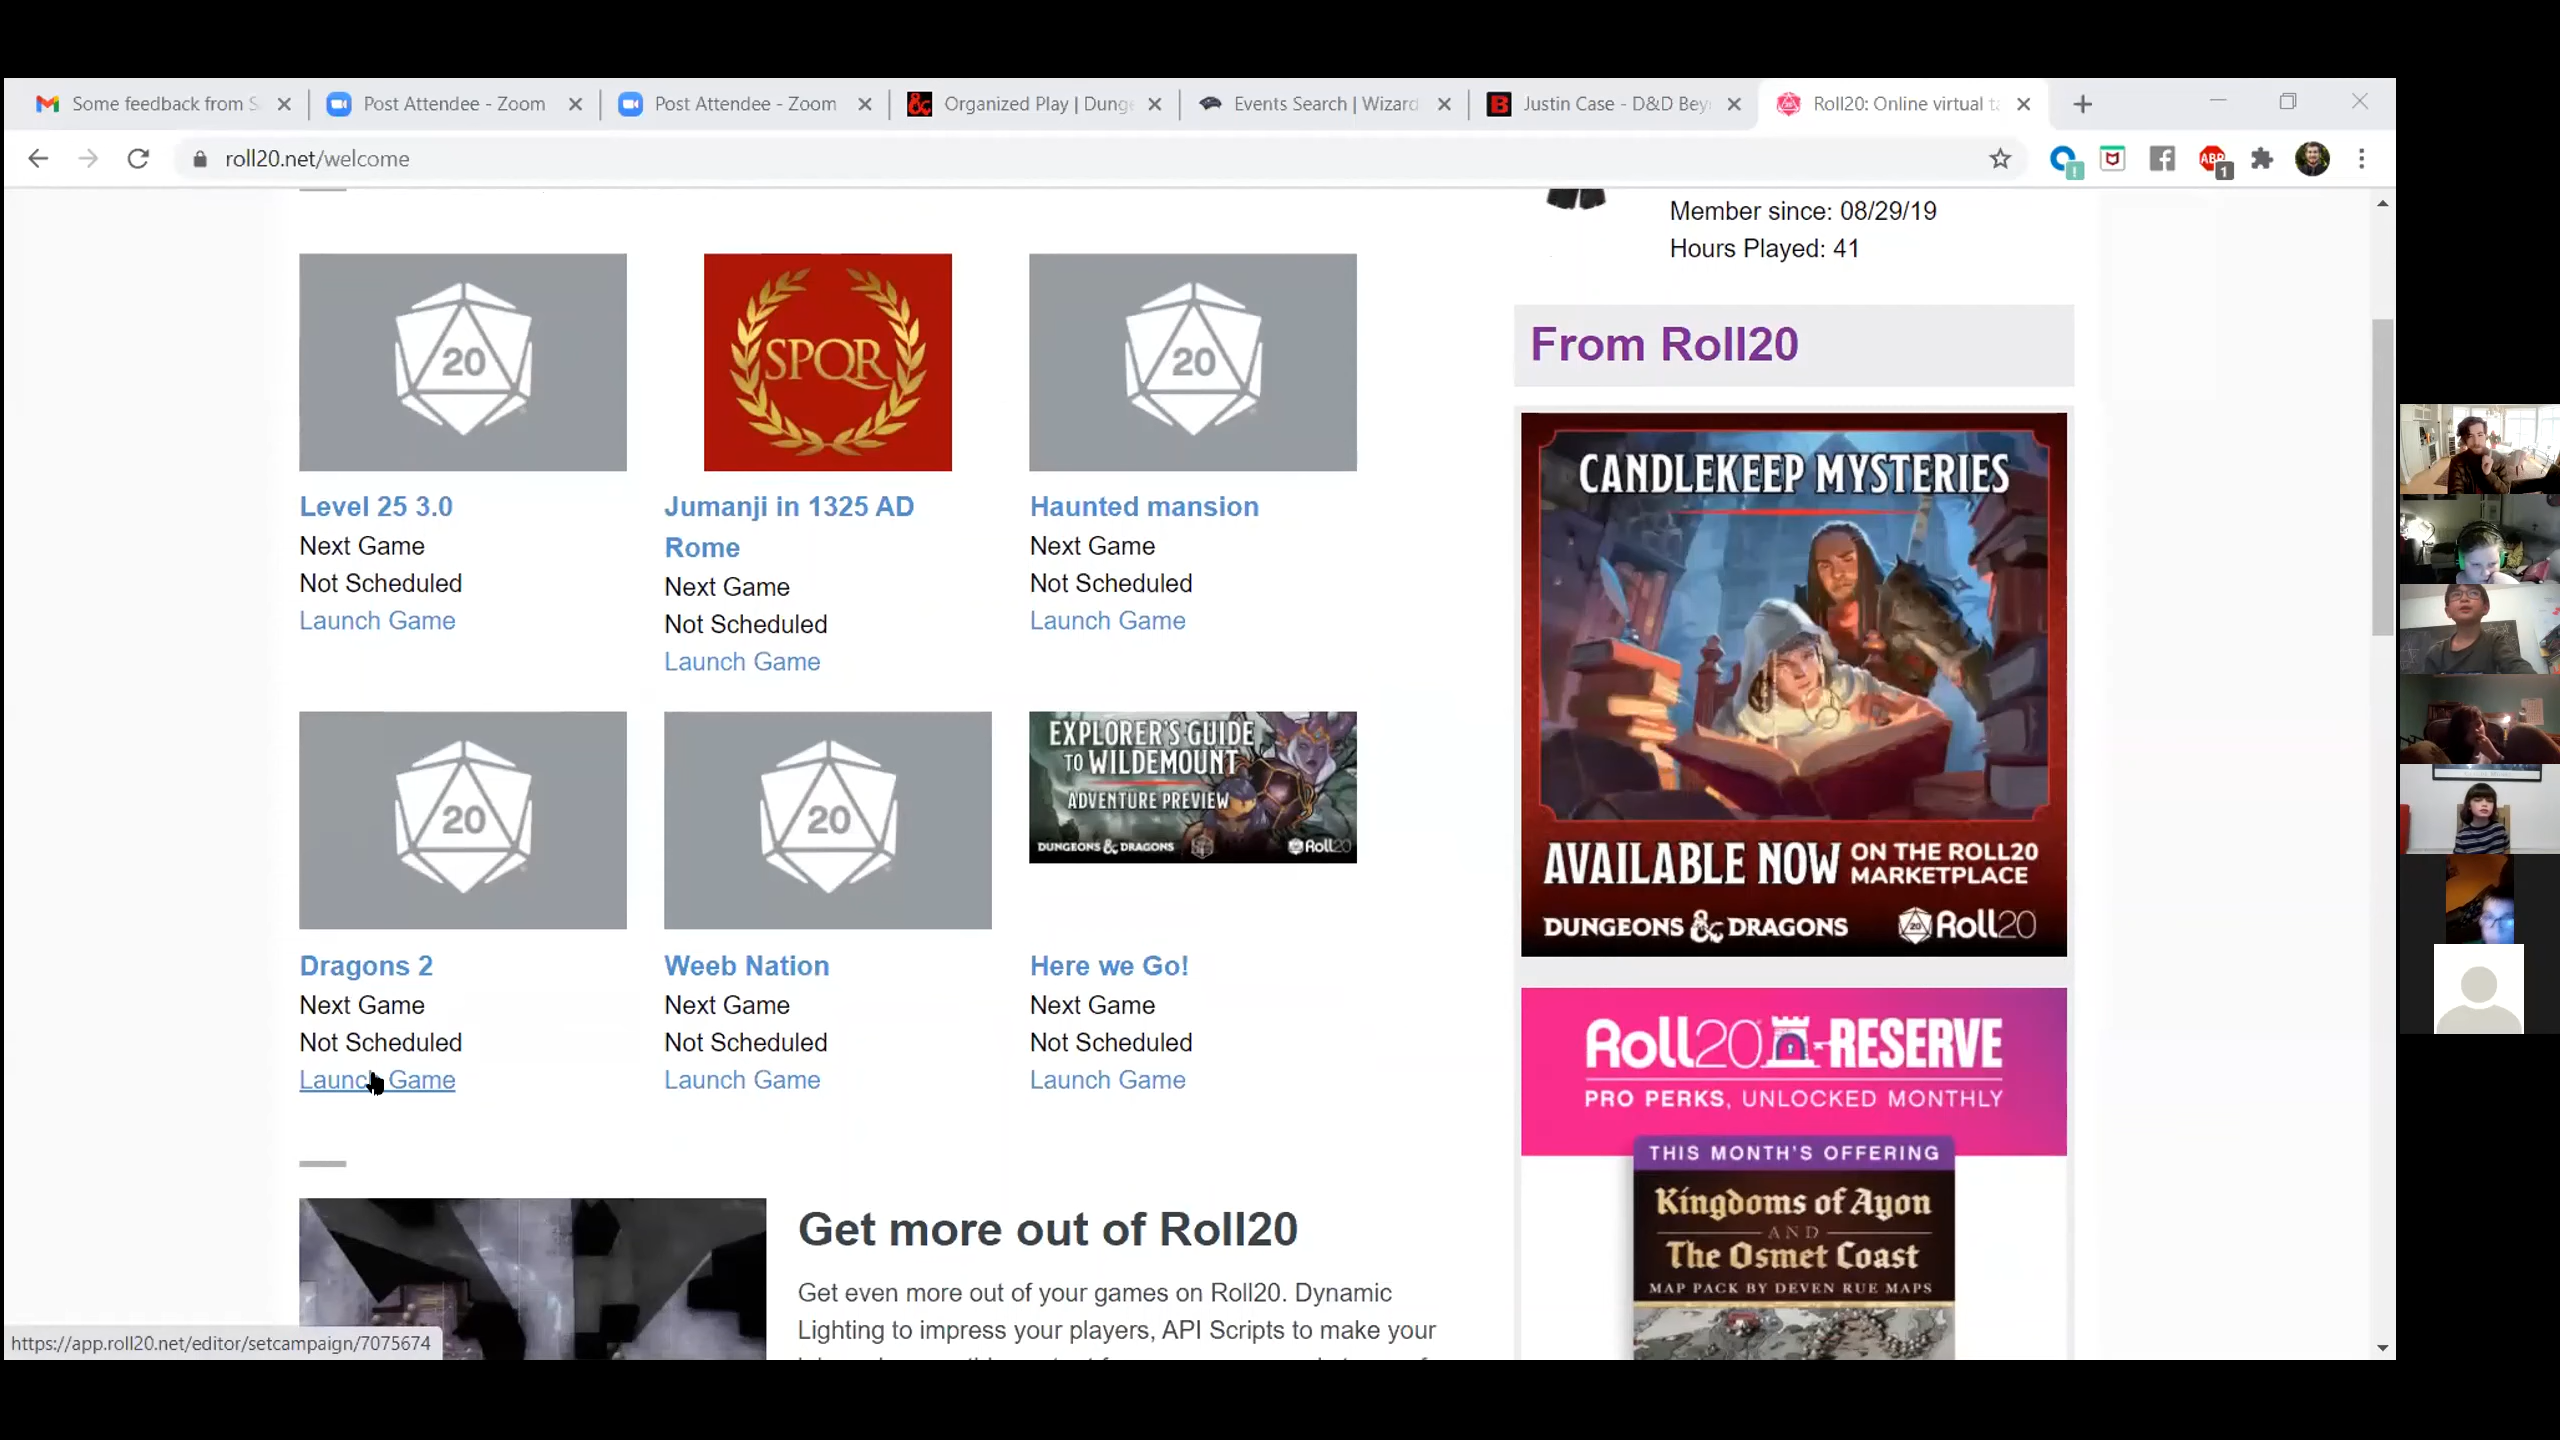 Some feedback from S
Post Attendee - Zoom
Post Attendee - Zoom
Organized Play | Dunge
Events Search | Wizard
Justin Case - D&D Bey
Roll20: Online virtual ta
roll20.net/welcome
ABP
1
Member since: 08/29/19
Hours Played: 41
20
SPQR
20
Level 25 3.0
Next Game
Not Scheduled
Launch Game
Jumanji in 1325 AD
Rome
Next Game
Not Scheduled
Launch Game
Haunted mansion
Next Game
Not Scheduled
Launch Game
20
20
EXPLORER'S GUIDE
TO WILDEMOUNT
ADVENTURE PREVIEW
DUNGEONS & DRAGONS
Roll20
Dragons 2
Next Game
Not Scheduled
Launch Game
Weeb Nation
Next Game
Not Scheduled
Launch Game
Here we Go!
Next Game
Not Scheduled
Launch Game
Get more out of Roll20
Get even more out of your games on Roll20. Dynamic
Lighting to impress your players, API Scripts to make your
https://app.roll20.net/editor/setcampaign/7075674
From Roll20
CANDLEKEEP MYSTERIES
AVAILABLE NOW ON THE ROLL20
MARKETPLACE
DUNGEONS & DRAGONS
20 Roll20
Roll20 RESERVE
PRO PERKS, UNLOCKED MONTHLY
THIS MONTH'S OFFERING
Kingdoms of Ayon
AND
The Osmet Coast
MAP PACK BY DEVEN RUE MAPS